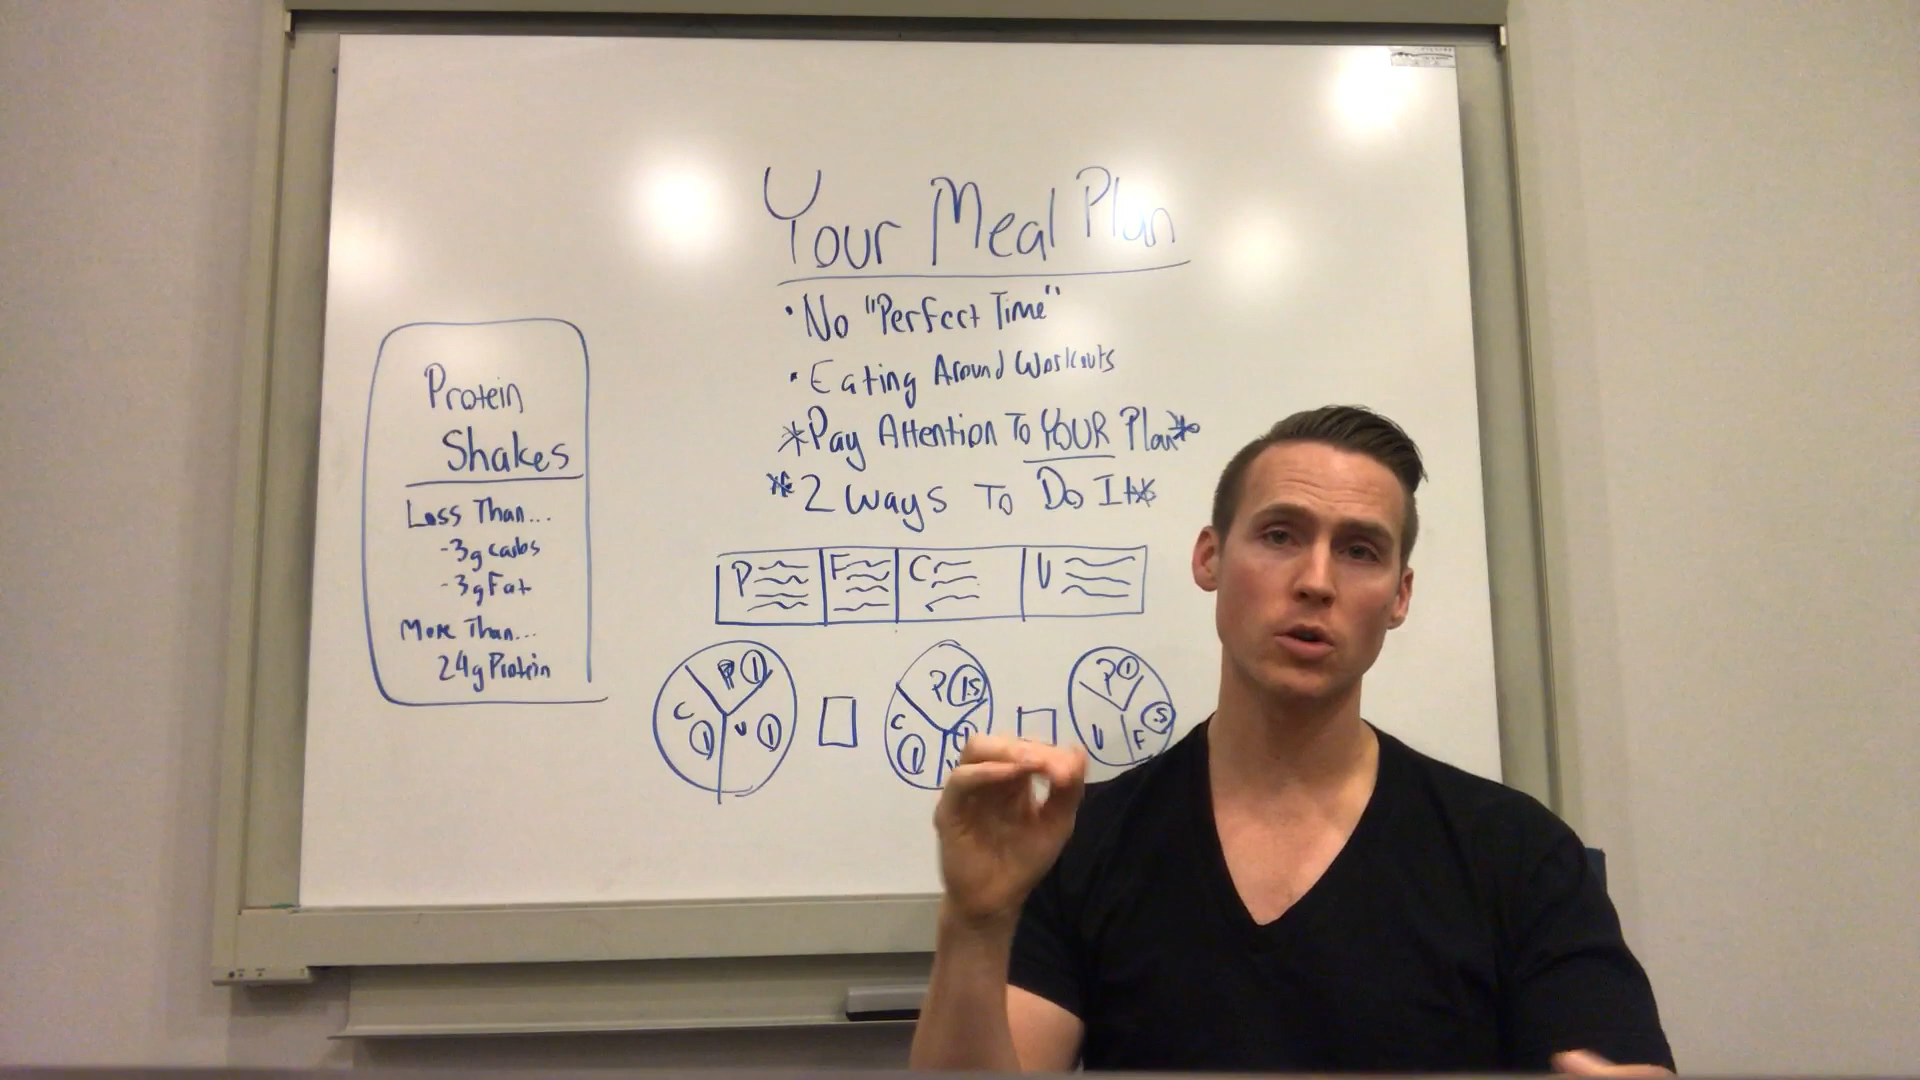 Your Meal Plan
• No "Perfect Time"
• Eating Around Workouts
*Pay Attention To YOUR Plan*
*2 Ways To Do It*
Protein
Shakes
Less Than...
-3g carbs
-3g Fat
More Than...
24g Protein
P F C V
P 1 C 1 V 1
P 1.5 C 1
P 1 V F .5